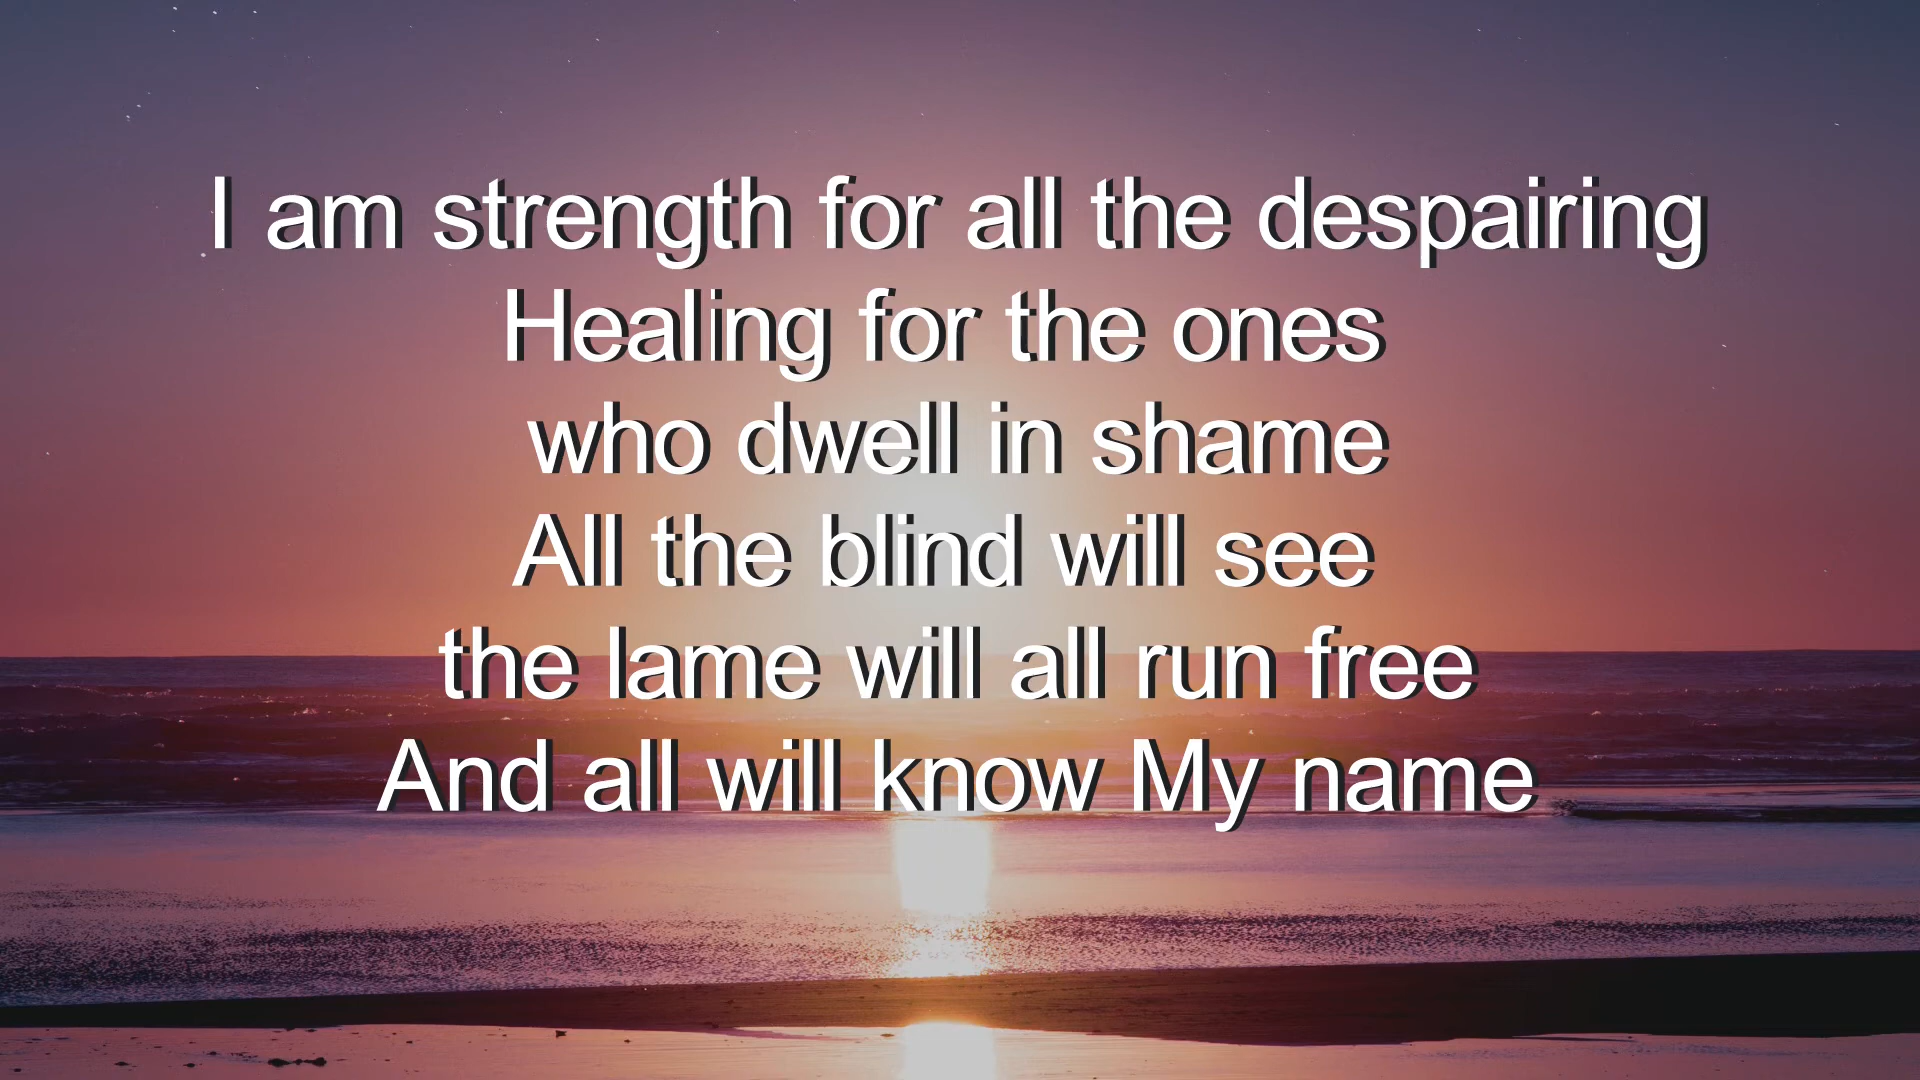 I am strength for all the despairing
Healing for the ones
who dwell in shame
All the blind will see
the lame will all run free
And all will know My name